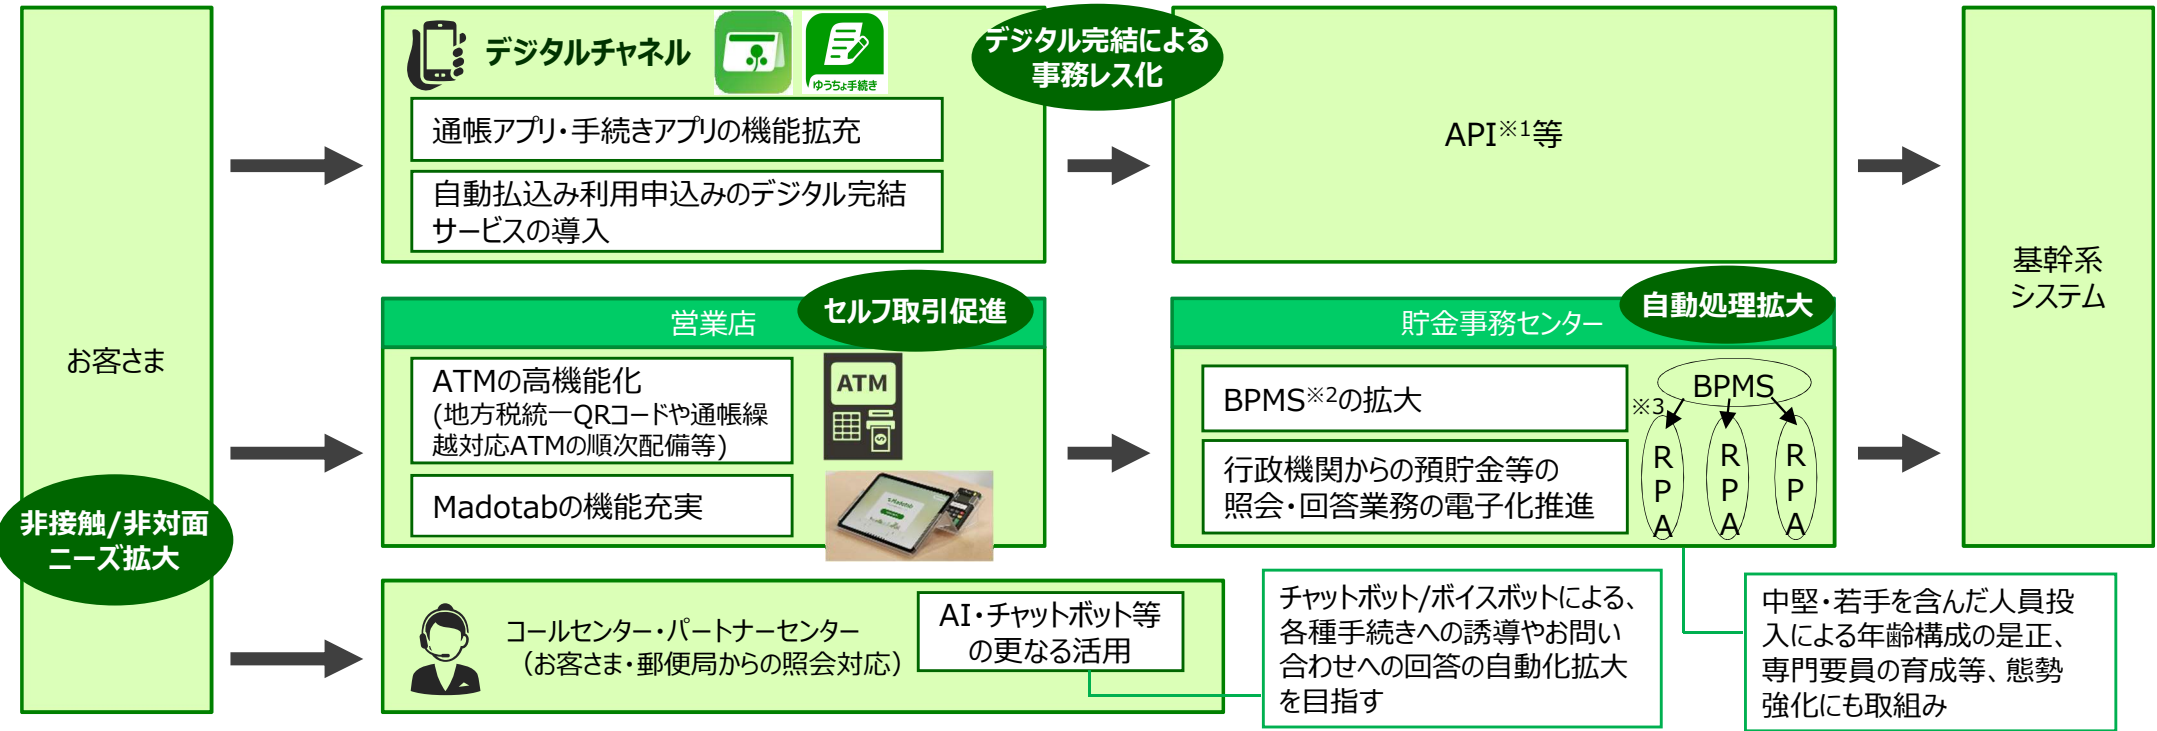 お客さま
非接触/非対面
ニーズ拡大
デジタルチャネル
ゆうちょ手続き
通帳アプリ・手続きアプリの機能拡充
自動払込み利用申込みのデジタル完結
サービスの導入
デジタル完結による
事務レス化
API※1等
基幹系
システム
営業店
セルフ取引促進
ATMの高機能化
(地方税統一QRコードや通帳繰
越対応ATMの順次配備等)
ATM
Madotabの機能充実
Madotab
貯金事務センター
自動処理拡大
BPMS※2の拡大
行政機関からの預貯金等の
照会・回答業務の電子化推進
BPMS
※3
RPA
RPA
RPA
コールセンター・パートナーセンター
（お客さま・郵便局からの照会対応）
AI・チャットボット等
の更なる活用
チャットボット/ボイスボットによる、
各種手続きへの誘導やお問い
合わせへの回答の自動化拡大
を目指す
中堅・若手を含んだ人員投
入による年齢構成の是正、
専門要員の育成等、態勢
強化にも取組み